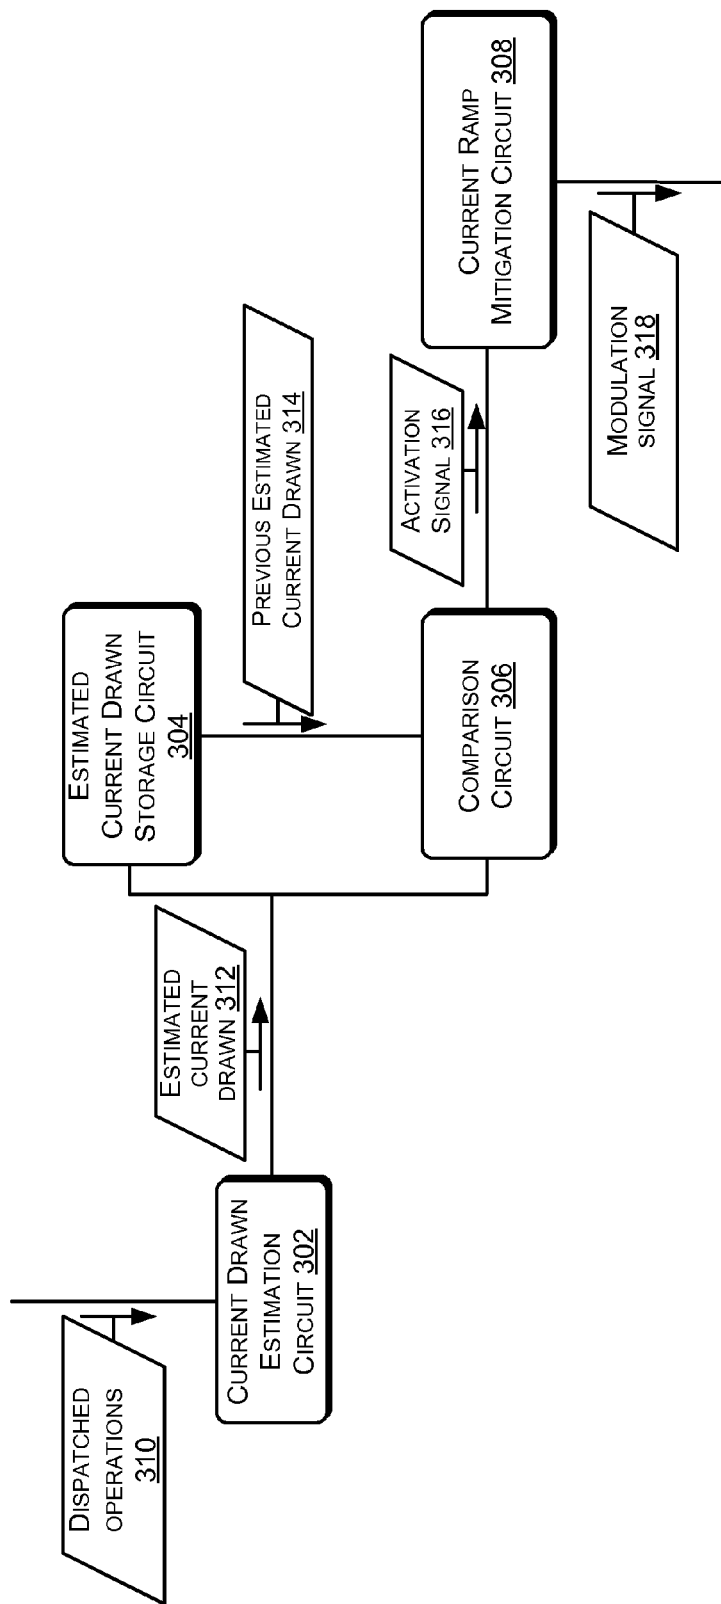 DISPATCHED
OPERATIONS
310
CURRENT DRAWN
ESTIMATION
CIRCUIT 302
ESTIMATED
CURRENT
DRAWN 312
ESTIMATED
CURRENT DRAWN
STORAGE CIRCUIT
304
PREVIOUS ESTIMATED
CURRENT DRAWN 314
COMPARISON
CIRCUIT 306
ACTIVATION
SIGNAL 316
CURRENT RAMP
MITIGATION CIRCUIT 308
MODULATION
SIGNAL 318